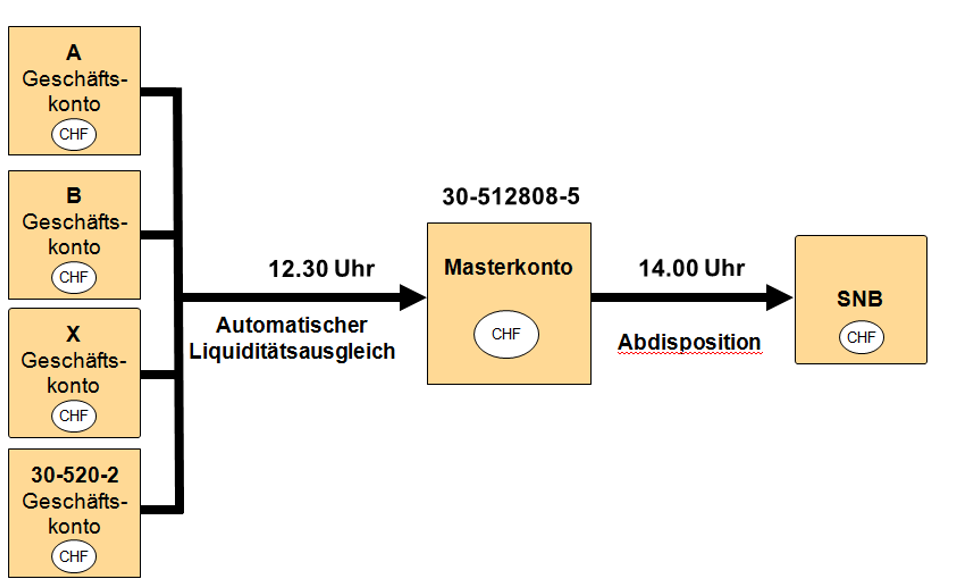 A
Geschäfts-
konto
CHF
B
Geschäfts-
konto
CHF
X
Geschäfts-
konto
CHF
30-520-2
Geschäfts-
konto
CHF
12.30 Uhr
Automatischer
Liquiditätsausgleich
30-512808-5
Masterkonto
CHF
14.00 Uhr
Abdisposition
SNB
CHF